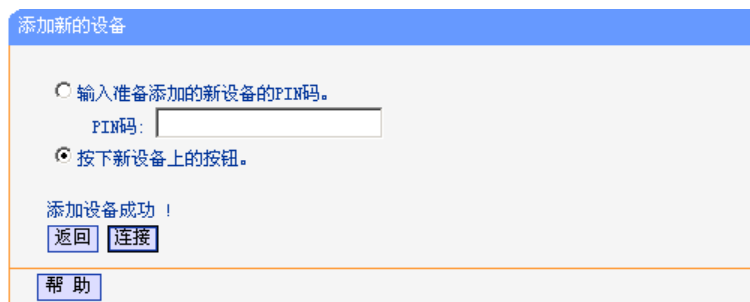 添加新的设备
输入准备添加的新设备的PIN码。
PIN码:
按下新设备上的按钮。
添加设备成功 !
返回 连接
帮 助